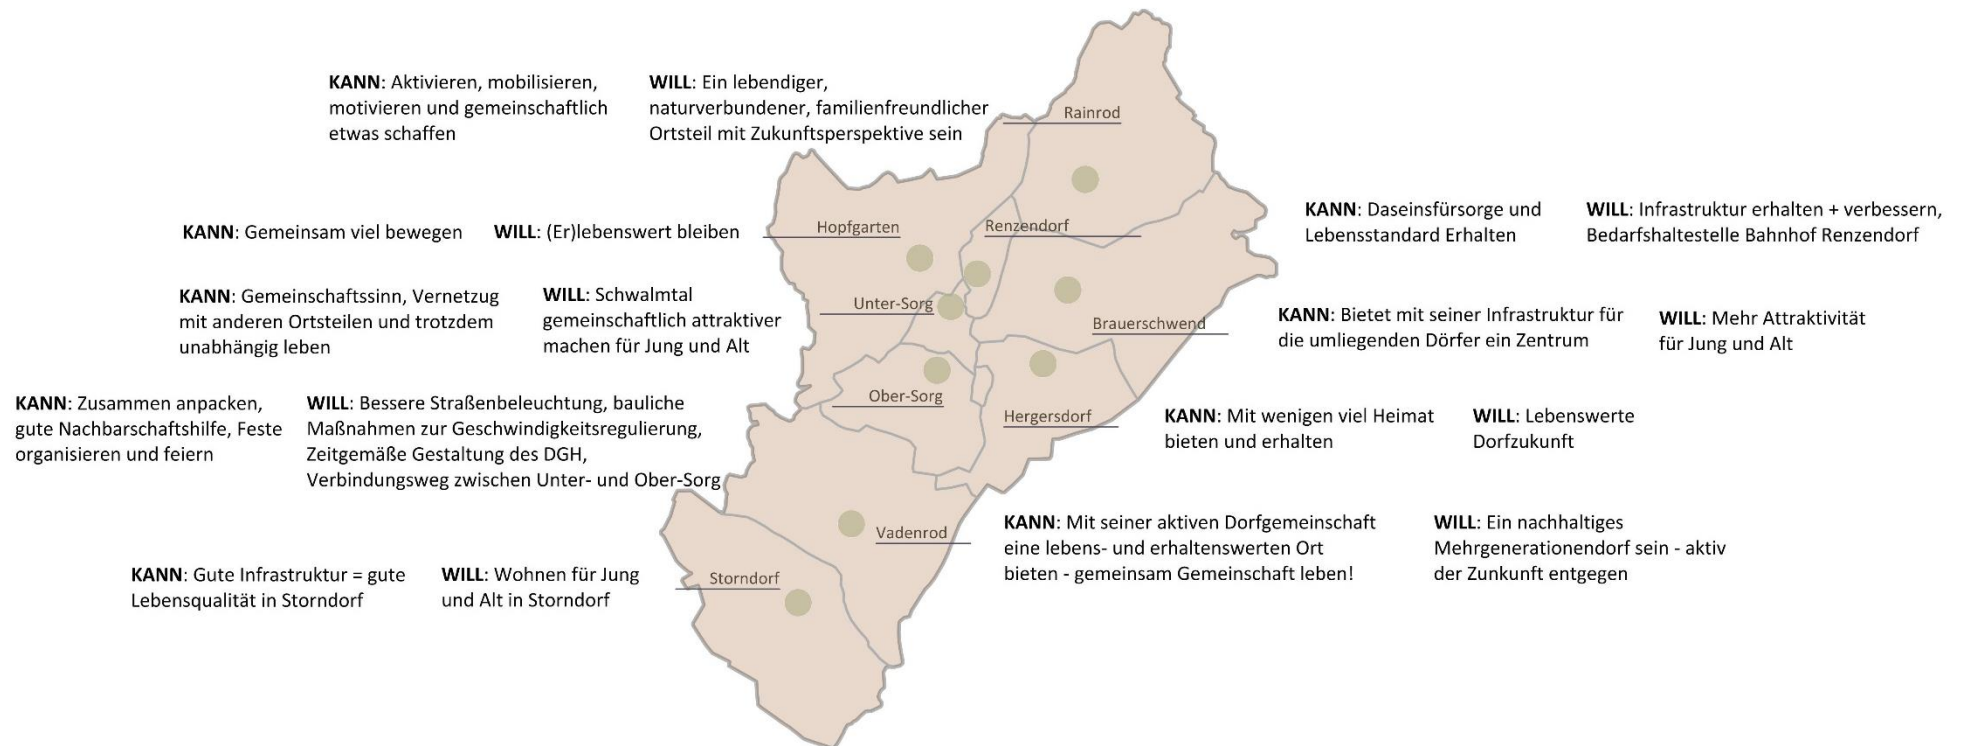 KANN: Aktivieren, mobilisieren,
motivieren und gemeinschaftlich
etwas schaffen
WILL: Ein lebendiger,
naturverbundener, familienfreundlicher
Ortsteil mit Zukunftsperspektive sein
Rainrod
KANN: Gemeinsam viel bewegen
WILL: (Er)lebenswert bleiben
Hopfgarten
Renzendorf
KANN: Daseinsfürsorge und
Lebensstandard Erhalten
WILL: Infrastruktur erhalten + verbessern,
Bedarfshaltestelle Bahnhof Renzendorf
KANN: Gemeinschaftssinn, Vernetzug
mit anderen Ortsteilen und trotzdem
unabhängig leben
WILL: Schwalmtal
gemeinschaftlich attraktiver
machen für Jung und Alt
Unter-Sorg
Brauerschwend
KANN: Bietet mit seiner Infrastruktur für
die umliegenden Dörfer ein Zentrum
WILL: Mehr Attraktivität
für Jung und Alt
KANN: Zusammen anpacken,
gute Nachbarschaftshilfe, Feste
organisieren und feiern
WILL: Bessere Straßenbeleuchtung, bauliche
Maßnahmen zur Geschwindigkeitsregulierung,
Zeitgemäße Gestaltung des DGH,
Verbindungsweg zwischen Unter- und Ober-Sorg
Ober-Sorg
Hergersdorf
KANN: Mit wenigen viel Heimat
bieten und erhalten
WILL: Lebenswerte
Dorfzukunft
Vadenrod
KANN: Mit seiner aktiven Dorfgemeinschaft
eine lebens- und erhaltenswerten Ort
bieten - gemeinsam Gemeinschaft leben!
WILL: Ein nachhaltiges
Mehrgenerationendorf sein - aktiv
der Zunkunft entgegen
KANN: Gute Infrastruktur = gute
Lebensqualität in Storndorf
WILL: Wohnen für Jung
und Alt in Storndorf
Storndorf